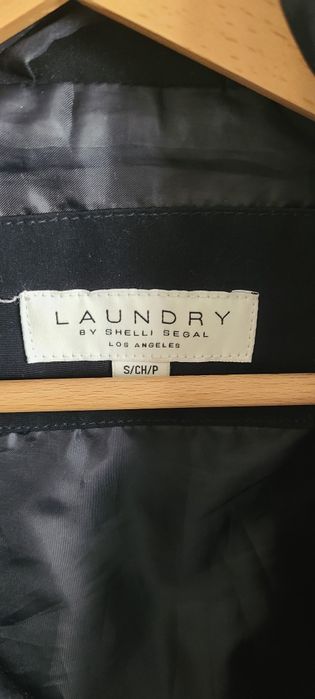 LAUNDRY
BY SHELLI SEGAL
LOS ANGELES
S/CH/P